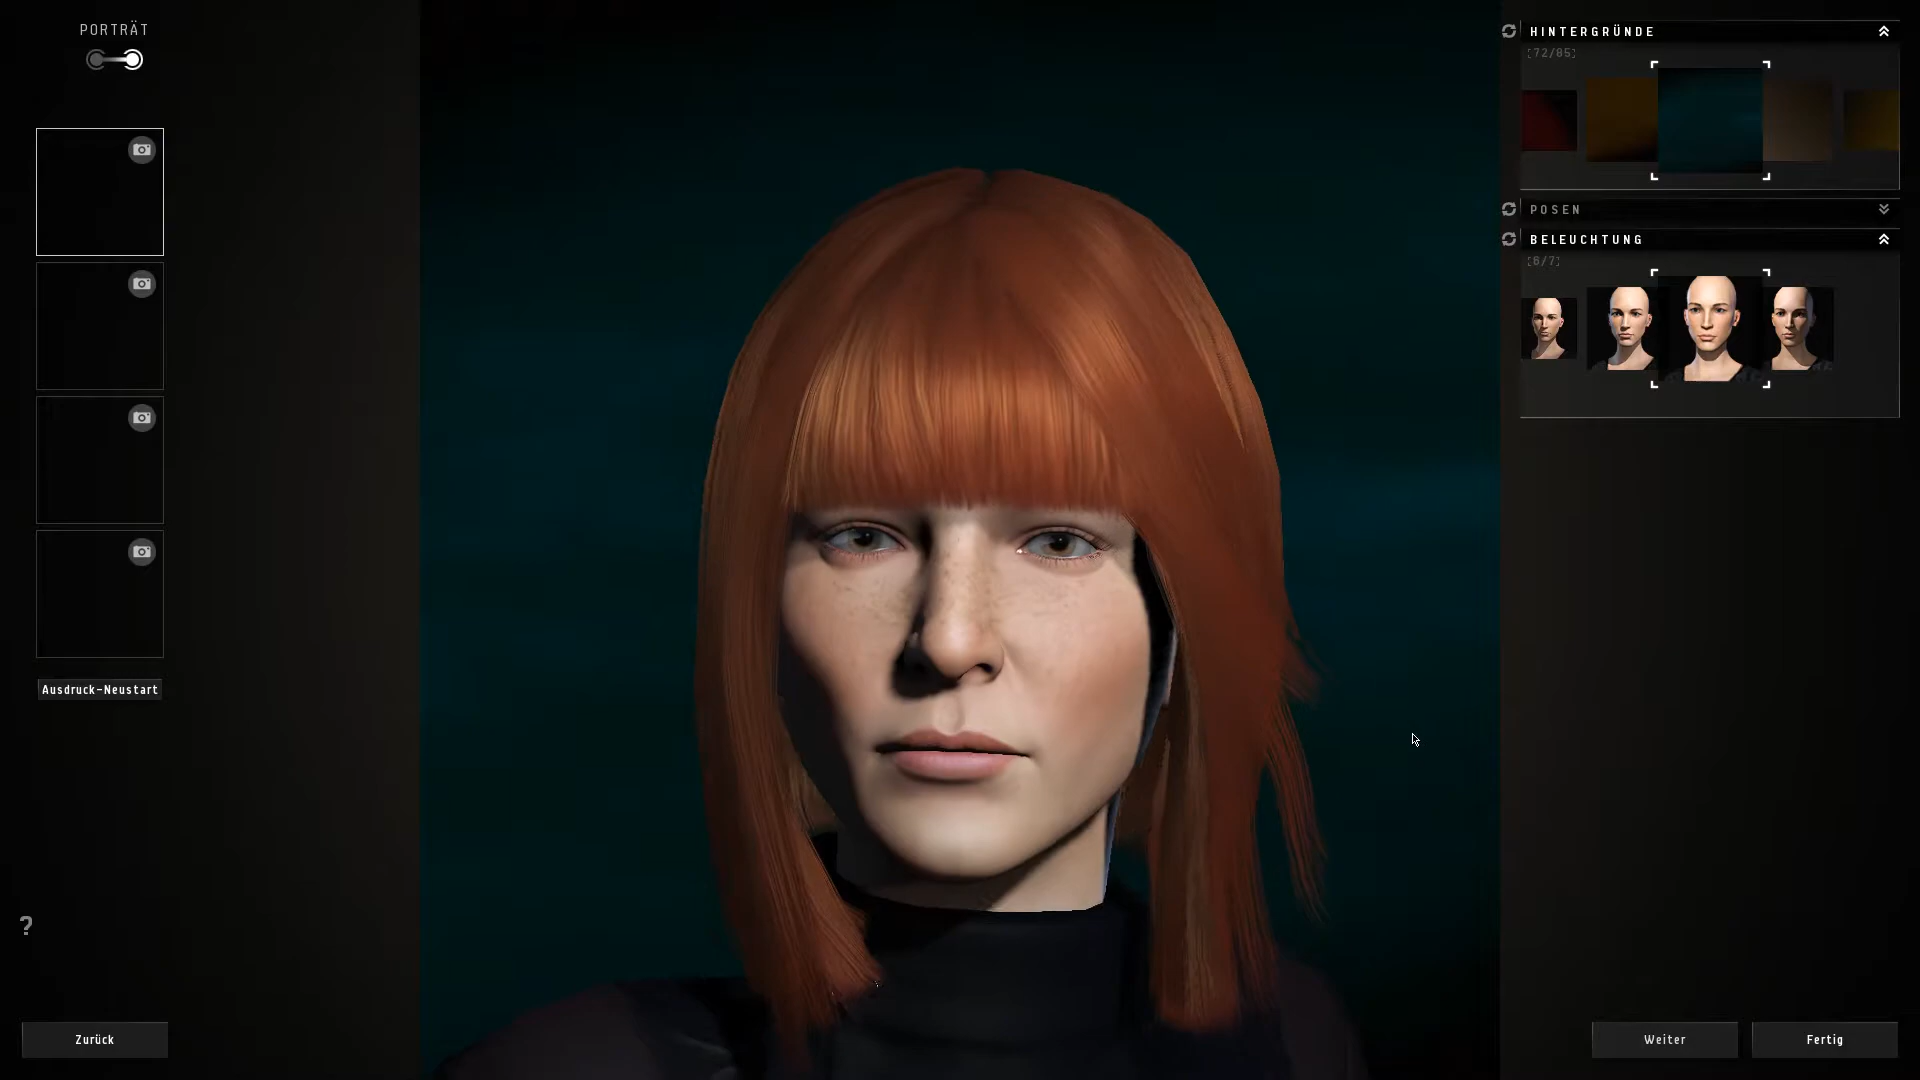 PORTRÄT
HINTERGRÜNDE
[72/85]
POSEN
BELEUCHTUNG
[6/7]
Ausdruck-Neustart
?
Zurück
Weiter
Fertig